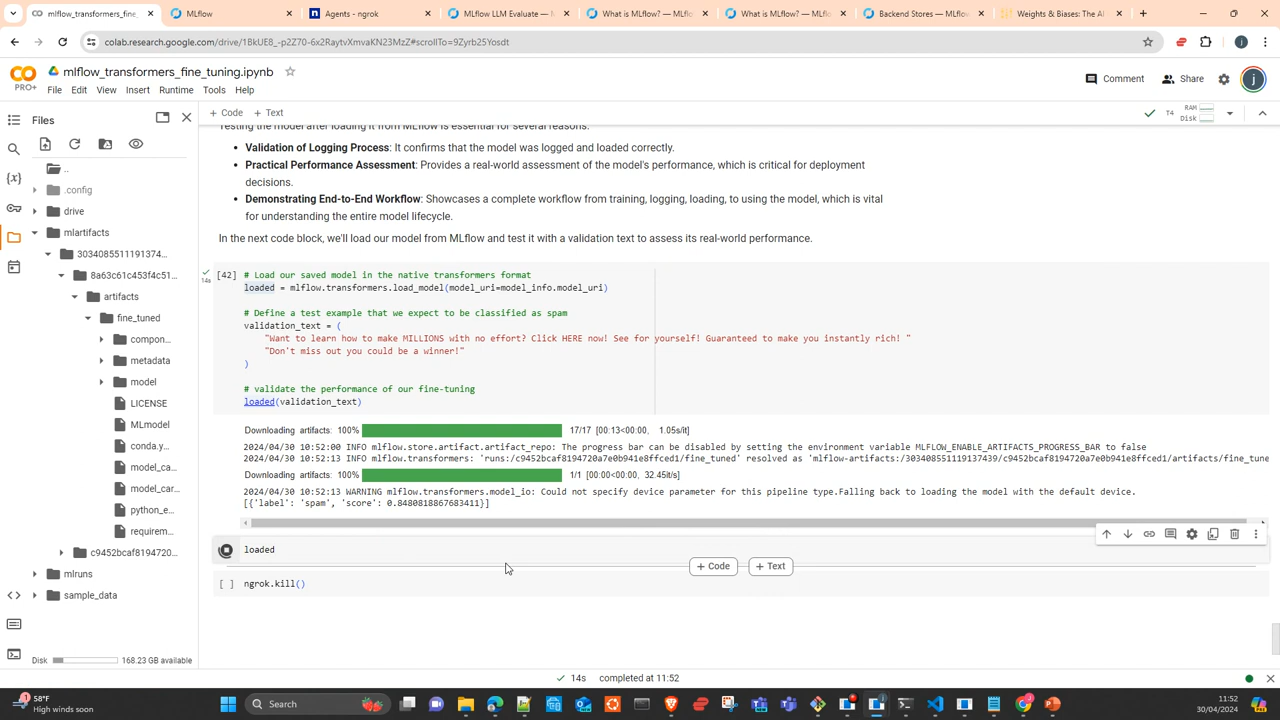 mlflow_transformers_fine_
MLflow
Agents - ngrok
MLflow LLM Evaluate —
What is MLflow? — ML
What is MLflow? — ML
Backend Stores — MLflow
Weights & Biases: The AI
colab.research.google.com/drive/1BkUE8_-p2Z70-6x2RaytvXmvaKN23MzZ#scrollTo=9Zyrb25Yosdt
j
mlflow_transformers_fine_tuning.ipynb
PRO+
File Edit View Insert Runtime Tools Help
Comment
Share
j
Files
+ Code + Text
T4
RAM
Disk
..
.config
drive
mlartifacts
3034085511191374...
8a63c61c453f4c51...
artifacts
fine_tuned
compon...
metadata
model
LICENSE
MLmodel
conda.y...
model_ca...
model_car...
python_e...
requirem...
c9452bcaf8194720...
mlruns
sample_data
Disk 168.23 GB available
Testing the model after loading it from MLflow is essential for several reasons:
• Validation of Logging Process: It confirms that the model was logged and loaded correctly.
• Practical Performance Assessment: Provides a real-world assessment of the model's performance, which is critical for deployment
decisions.
• Demonstrating End-to-End Workflow: Showcases a complete workflow from training, logging, loading, to using the model, which is vital
for understanding the entire model lifecycle.
In the next code block, we'll load our model from MLflow and test it with a validation text to assess its real-world performance.
14s
[42] # Load our saved model in the native transformers format
loaded = mlflow.transformers.load_model(model_uri=model_info.model_uri)
# Define a test example that we expect to be classified as spam
validation_text = (
"Want to learn how to make MILLIONS with no effort? Click HERE now! See for yourself! Guaranteed to make you instantly rich! "
"Don't miss out you could be a winner!"
)
# validate the performance of our fine-tuning
loaded(validation_text)
Downloading artifacts: 100% 17/17 [00:13<00:00, 1.05s/it]
2024/04/30 10:52:00 INFO mlflow.store.artifact.artifact_repo: The progress bar can be disabled by setting the environment variable MLFLOW_ENABLE_ARTIFACTS_PROGRESS_BAR to false
2024/04/30 10:52:13 INFO mlflow.transformers: 'runs:/c9452bcaf8194720a7e0b941e8ffced1/fine_tuned' resolved as 'mlflow-artifacts:/303408551119137439/c9452bcaf8194720a7e0b941e8ffced1/artifacts/fine_tune
Downloading artifacts: 100% 1/1 [00:00<00:00, 32.45it/s]
2024/04/30 10:52:13 WARNING mlflow.transformers.model_io: Could not specify device parameter for this pipeline type.Falling back to loading the model with the default device.
[{'label': 'spam', 'score': 0.8480818867683411}]
loaded
+ Code + Text
[ ] ngrok.kill()
14s completed at 11:52
58°F
High winds soon
Search
11:52
30/04/2024